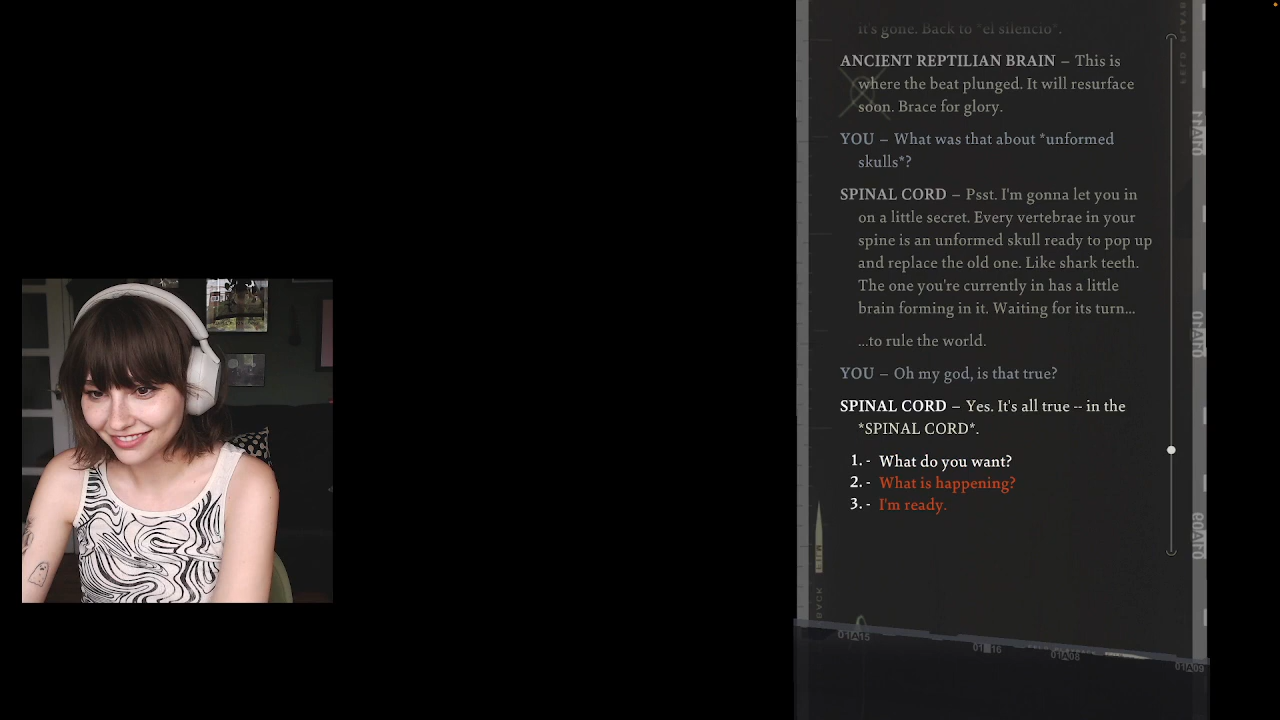 it's gone. Back to *el silencio*.
ANCIENT REPTILIAN BRAIN – This is
where the beat plunged. It will resurface
soon. Brace for glory.
YOU – What was that about *unformed
skulls*?
SPINAL CORD – Psst. I'm gonna let you in
on a little secret. Every vertebrae in your
spine is an unformed skull ready to pop up
and replace the old one. Like shark teeth.
The one you're currently in has a little
brain forming in it. Waiting for its turn...
...to rule the world.
YOU – Oh my god, is that true?
SPINAL CORD – Yes. It's all true -- in the
*SPINAL CORD*.
1. - What do you want?
2. - What is happening?
3. - I'm ready.
01A15
01A08
01A09